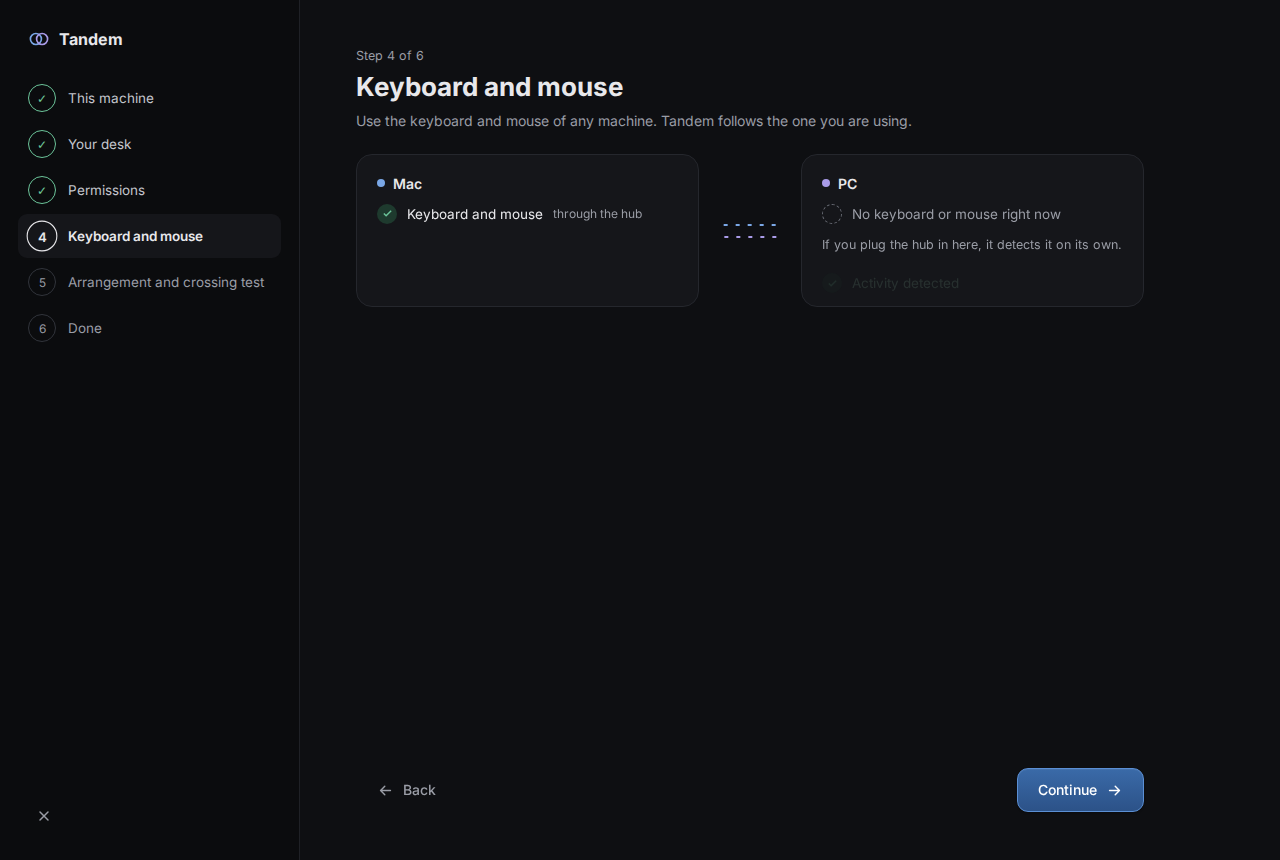 Tandem
✓ This machine
✓ Your desk
✓ Permissions
4 Keyboard and mouse
5 Arrangement and crossing test
6 Done
Step 4 of 6
Keyboard and mouse
Use the keyboard and mouse of any machine. Tandem follows the one you are using.
Mac
Keyboard and mouse through the hub
PC
No keyboard or mouse right now
If you plug the hub in here, it detects it on its own.
Activity detected
← Back
Continue →